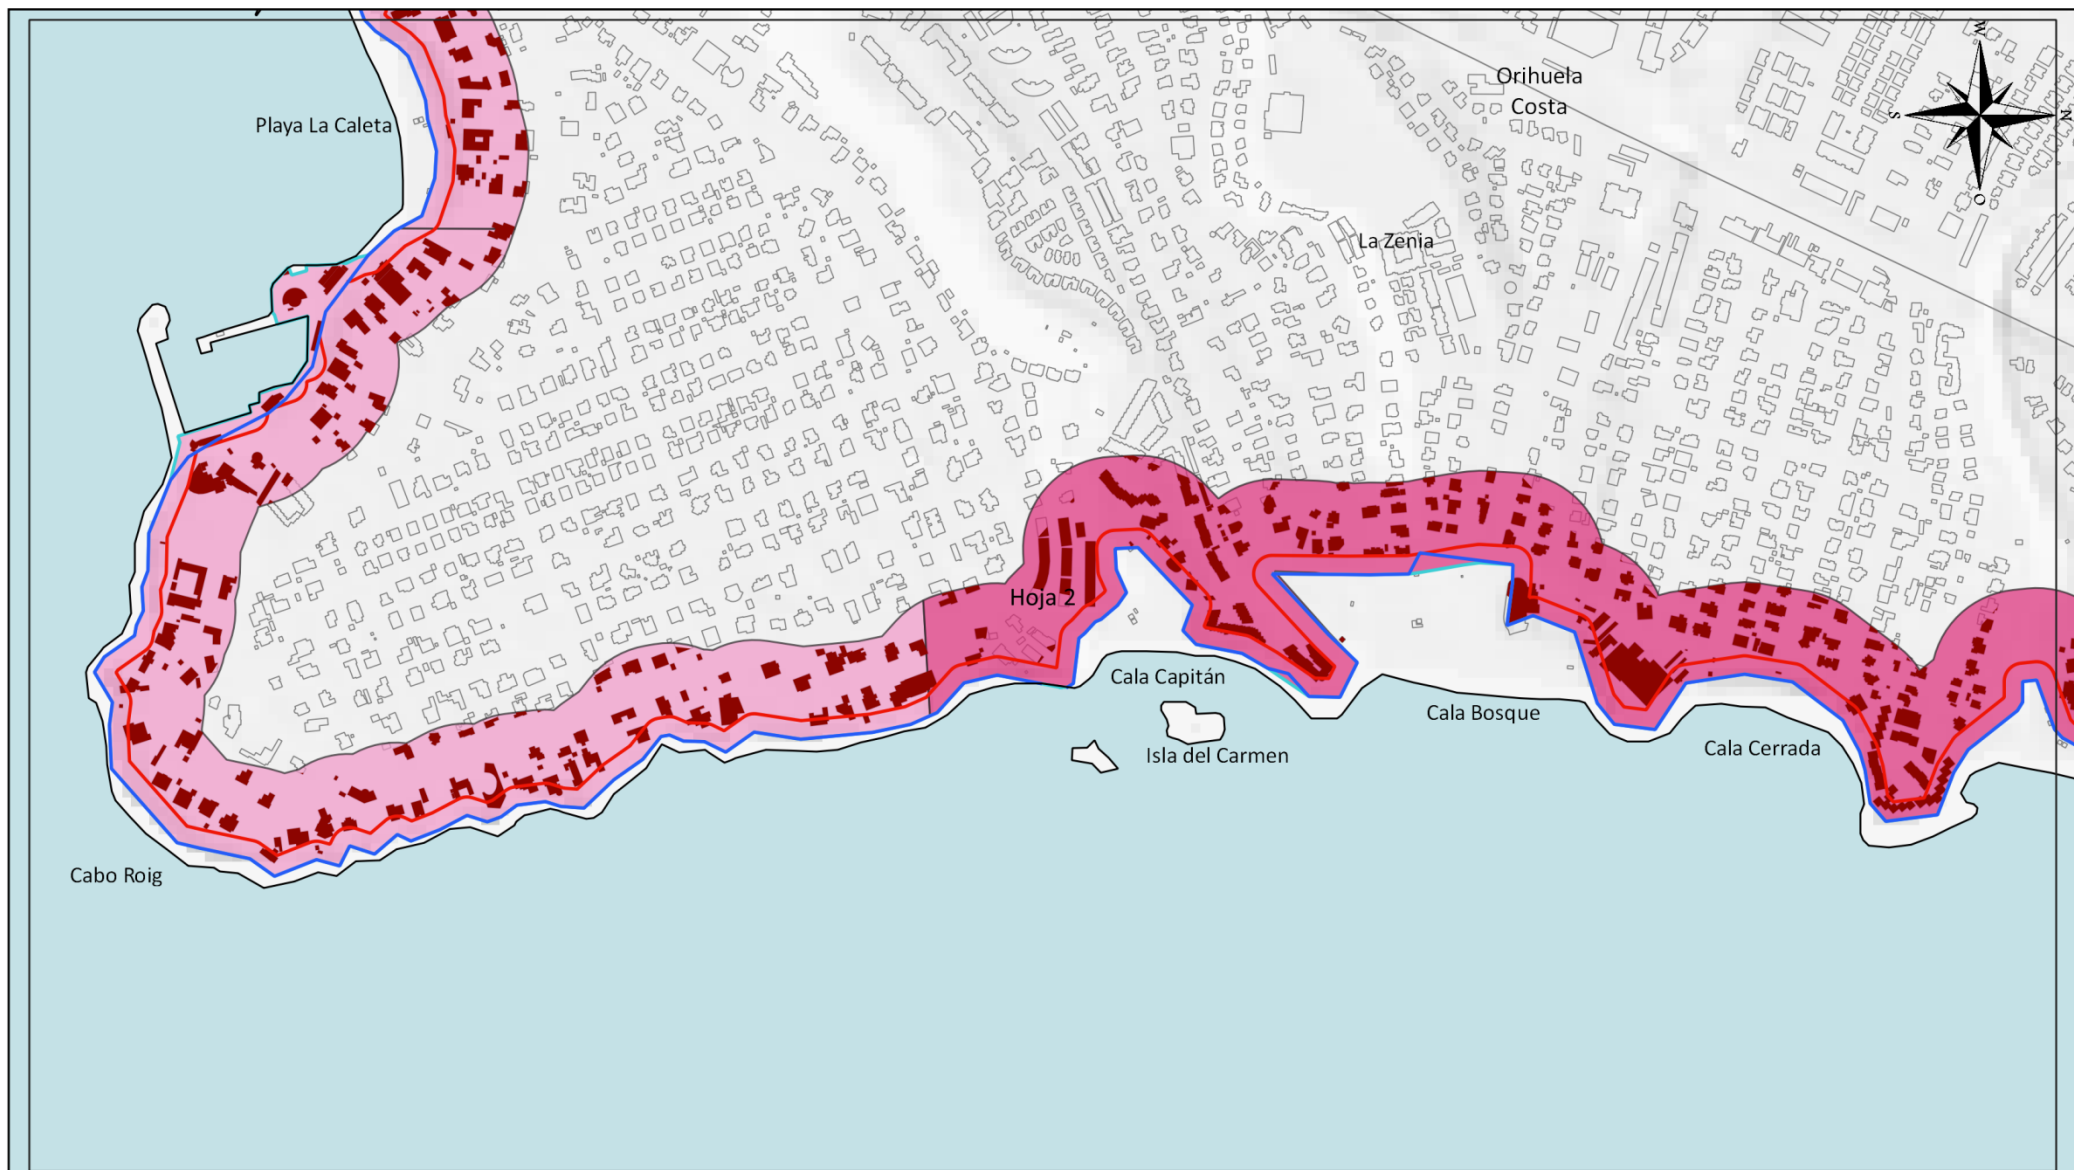 W
Orihuela
Costa
S
N
Playa La Caleta
O
La Zenia
Hoja 2
Cala Capitán
Cala Bosque
Isla del Carmen
Cala Cerrada
Cabo Roig